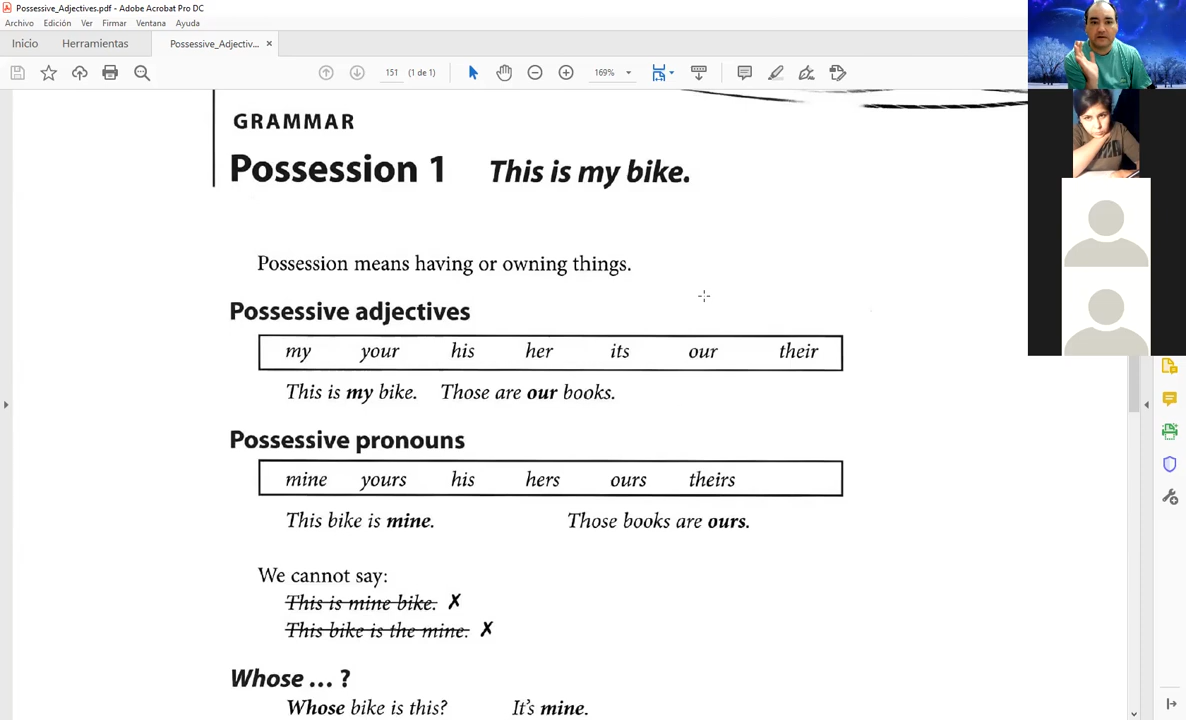 Possessive_Adjectives.pdf - Adobe Acrobat Pro DC
Archivo Edición Ver Firmar Ventana Ayuda
Inicio Herramientas Possessive_Adjectiv... ×
151 (1 de 1) 169%
GRAMMAR
Possession 1 This is my bike.
Possession means having or owning things.
Possessive adjectives
my your his her its our their
This is my bike. Those are our books.
Possessive pronouns
mine yours his hers ours theirs
This bike is mine. Those books are ours.
We cannot say:
This is mine bike. ✗
This bike is the mine. ✗
Whose ... ?
Whose bike is this? It's mine.